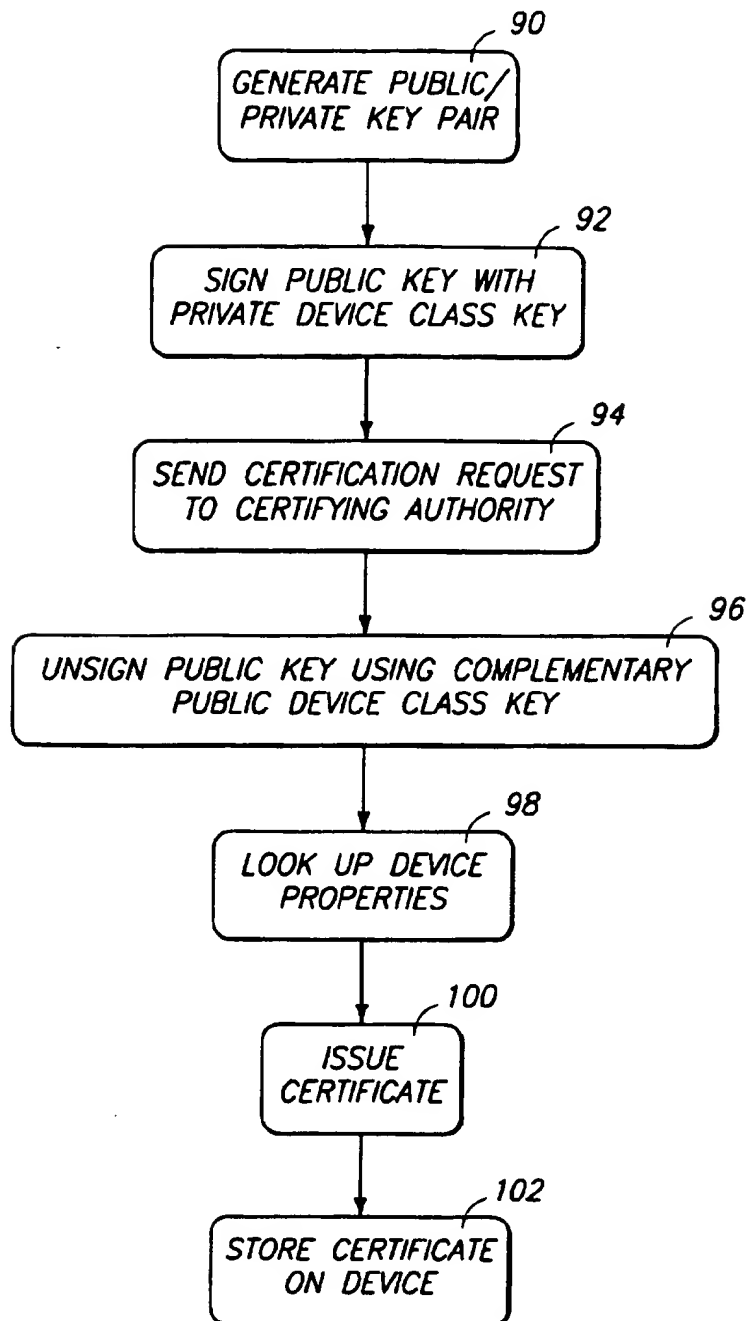 90
GENERATE PUBLIC/
PRIVATE KEY PAIR
92
SIGN PUBLIC KEY WITH
PRIVATE DEVICE CLASS KEY
94
SEND CERTIFICATION REQUEST
TO CERTIFYING AUTHORITY
96
UNSIGN PUBLIC KEY USING COMPLEMENTARY
PUBLIC DEVICE CLASS KEY
98
LOOK UP DEVICE
PROPERTIES
100
ISSUE
CERTIFICATE
102
STORE CERTIFICATE
ON DEVICE